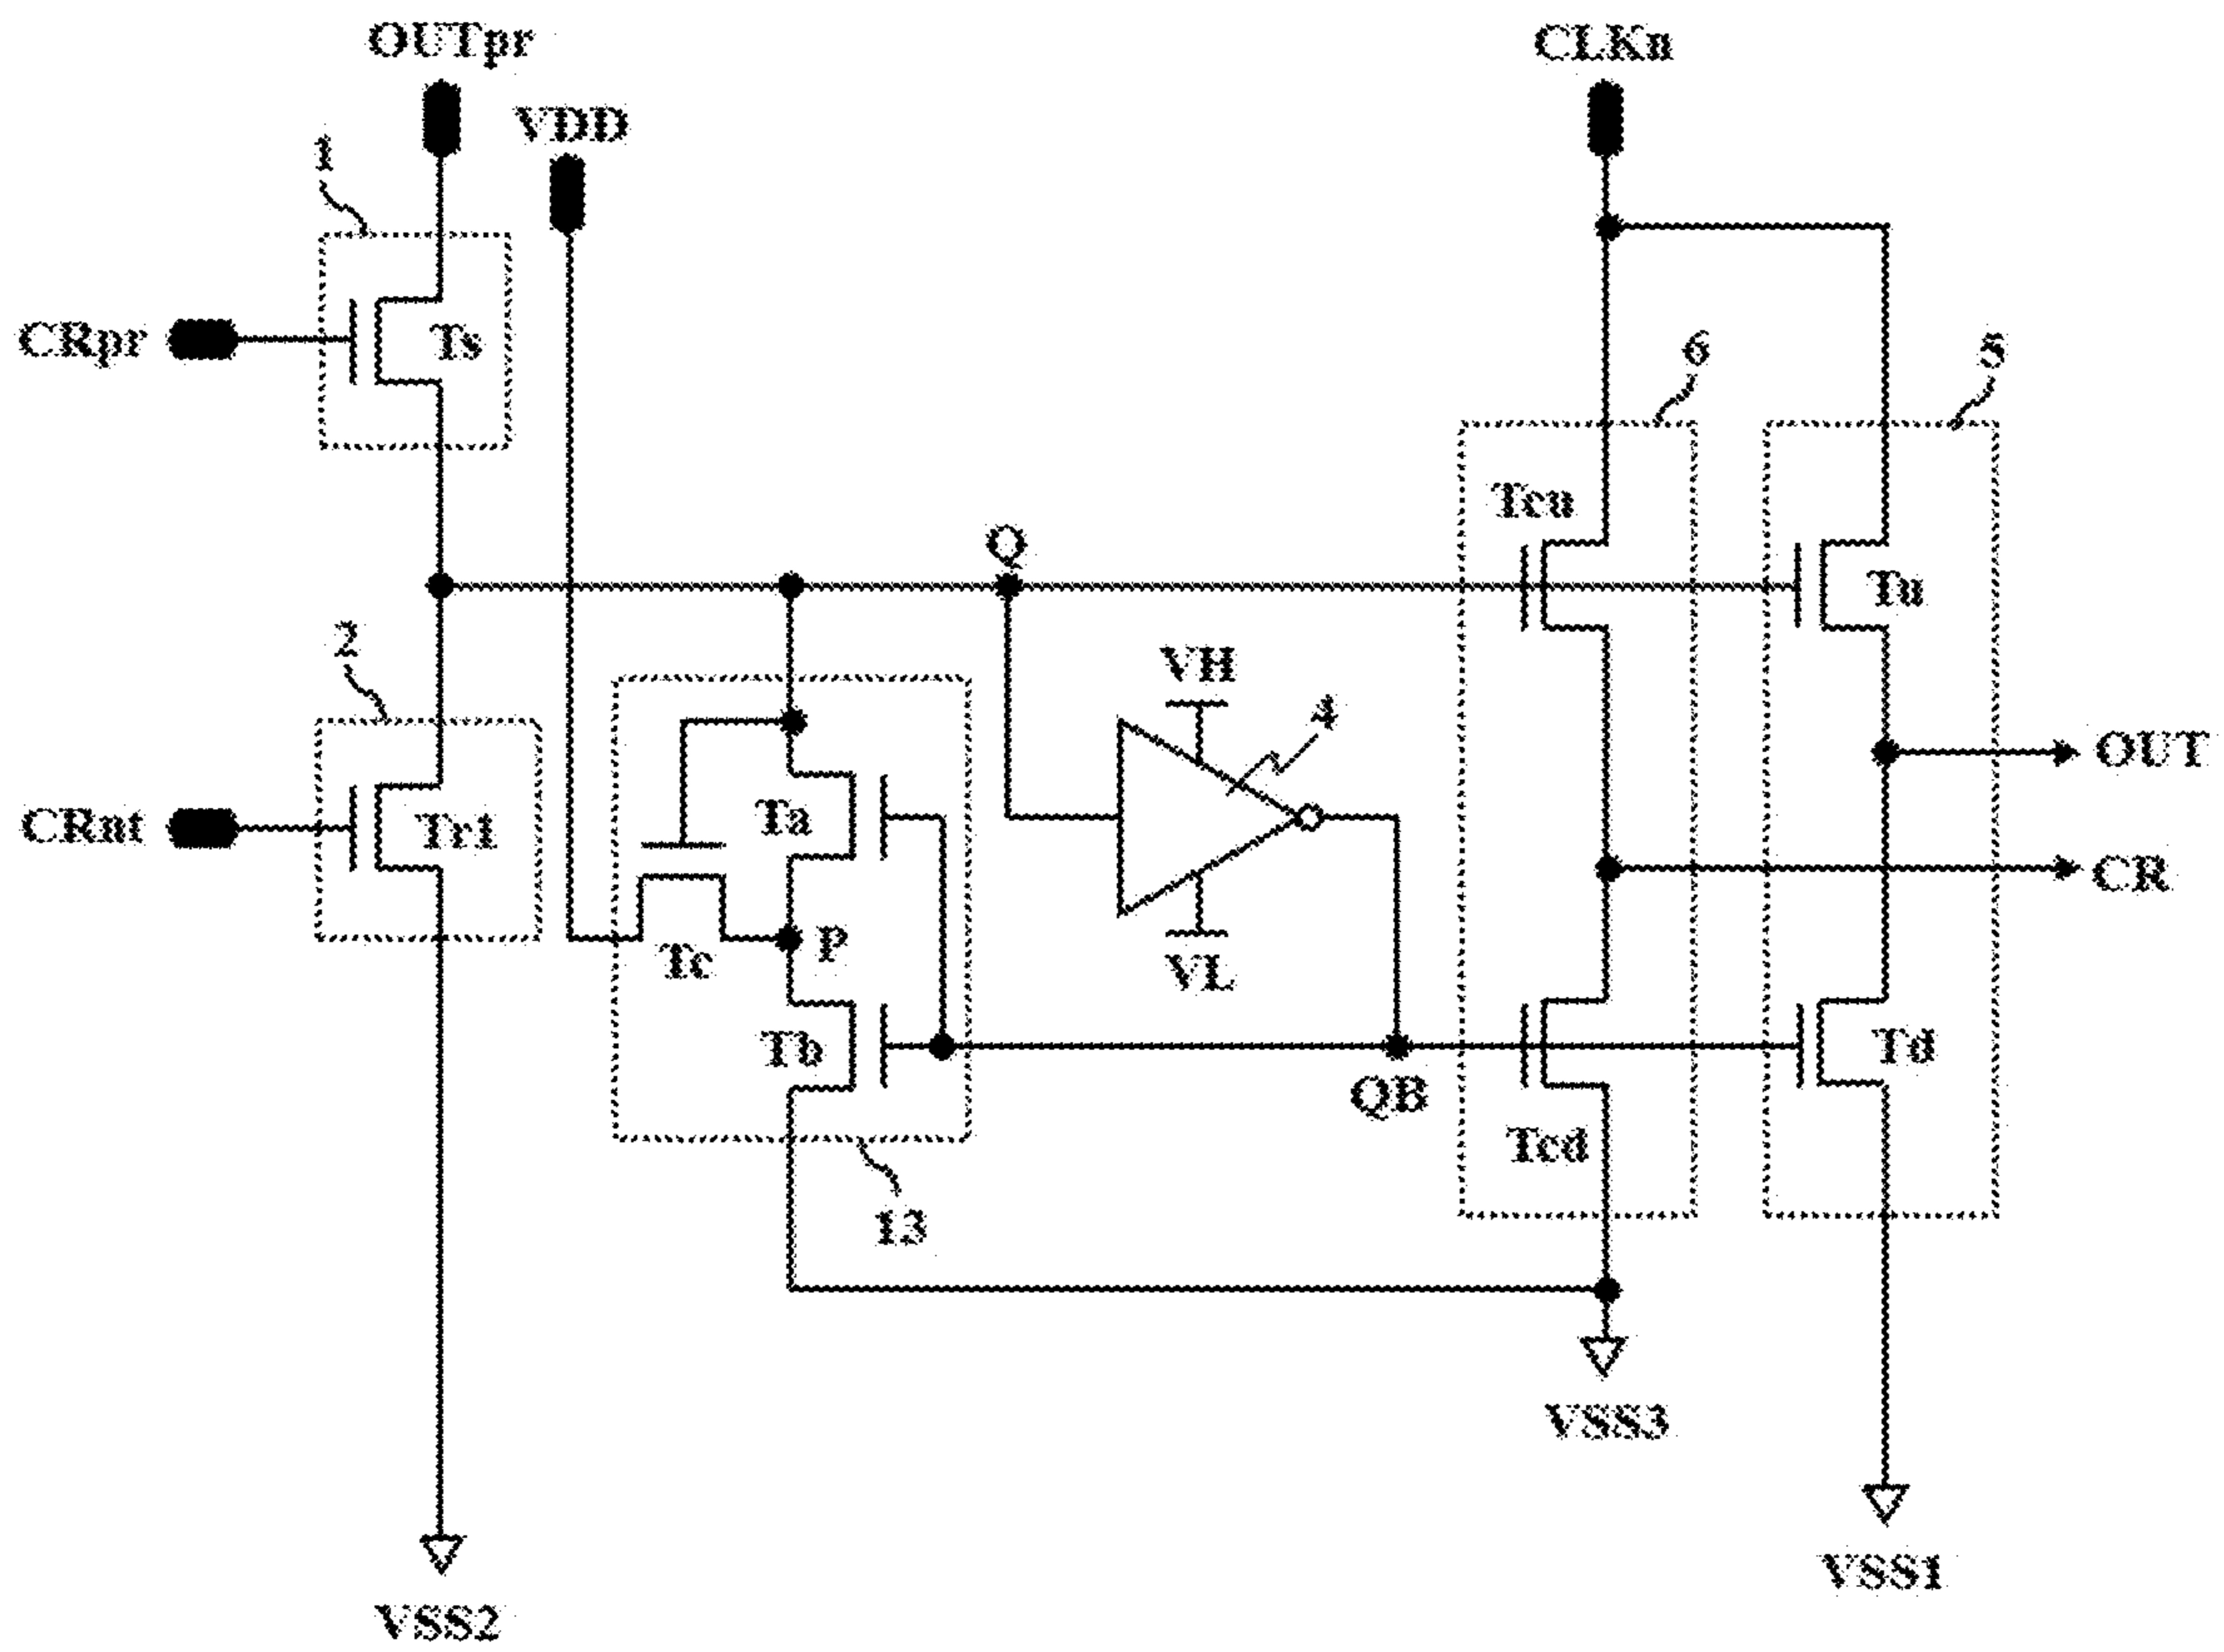 OUTpr
CLKn
VDD
1
CRpr
Ts
6
5
Tcu
Q
Tu
2
VH
4
OUT
CRnt
Tr1
Ta
CR
P
Tc
VL
Tb
Td
QB
Tcd
13
VSS3
VSS1
VSS2